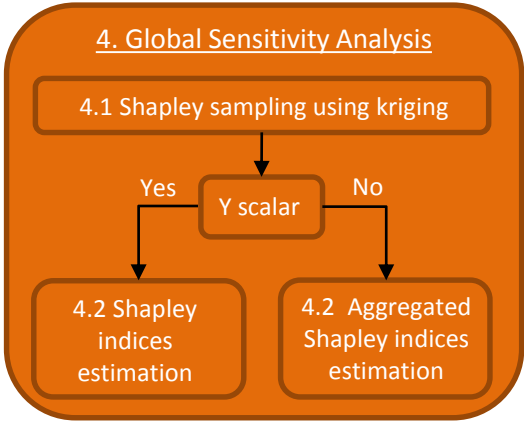 4. Global Sensitivity Analysis
4.1 Shapley sampling using kriging
Yes
No
Y scalar
4.2 Shapley
indices
estimation
4.2 Aggregated
Shapley indices
estimation